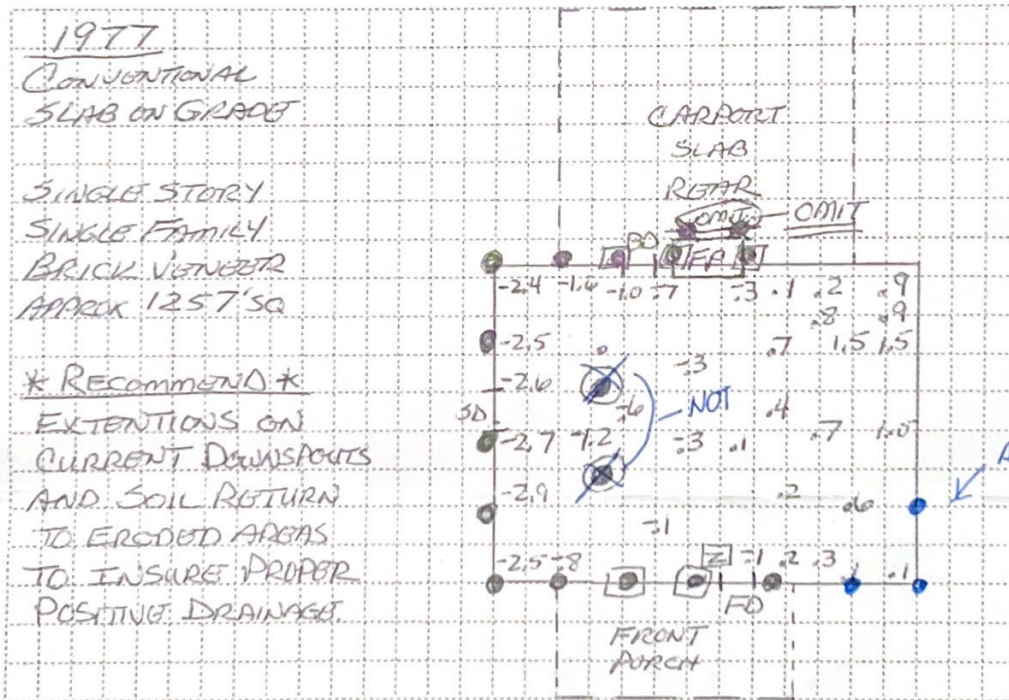 1977
CONVENTIONAL
SLAB ON GRADE
SINGLE STORY
SINGLE FAMILY
BRICK VENEER
APPROX 1257'SQ
* RECOMMEND *
EXTENTIONS ON
CURRENT DOWNSPOUTS
AND SOIL RETURN
TO ERODED AREAS
TO INSURE PROPER
POSITIVE DRAINAGE.
CARPORT
SLAB
REAR
OMIT OMIT
BD FP
-2.4 -1.6 -1.0 -.7 -.3 .1 .2 .9
.8 .9
-2.5 .7 1.5 1.5
-.3
-2.6
-.6 NOT .4
SD
-2.7 -1.2 -.3 .1 .7 1.0
-2.9 .2 .6
-.1
-2.5 -.8 Z -.1 .2 .3 .1
FD
FRONT
PORCH